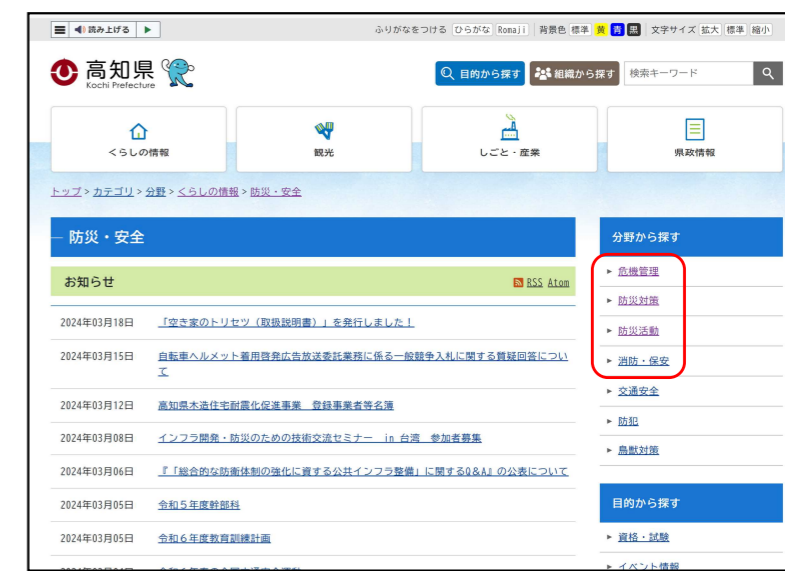 読み上げる
ふりがなをつける ひらがな Romaji 背景色 標準 黄 青 黒 文字サイズ 拡大 標準 縮小
高知県
Kochi Prefecture
目的から探す 組織から探す 検索キーワード
くらしの情報 観光 しごと・産業 県政情報
トップ > カテゴリ > 分野 > くらしの情報 > 防災・安全
防災・安全
お知らせ RSS Atom
2024年03月18日 「空き家のトリセツ（取扱説明書）」を発行しました！
2024年03月15日 自転車ヘルメット着用啓発広告放送委託業務に係る一般競争入札に関する質疑回答につい
て
2024年03月12日 高知県木造住宅耐震化促進事業　登録事業者等名簿
2024年03月08日 インフラ開発・防災のための技術交流セミナー　in 台湾　参加者募集
2024年03月06日 『「総合的な防衛体制の強化に資する公共インフラ整備」に関するQ&A』の公表について
2024年03月05日 令和５年度幹部科
2024年03月05日 令和６年度教育訓練計画
分野から探す
危機管理
防災対策
防災活動
消防・保安
交通安全
防犯
鳥獣対策
目的から探す
資格・試験
イベント情報